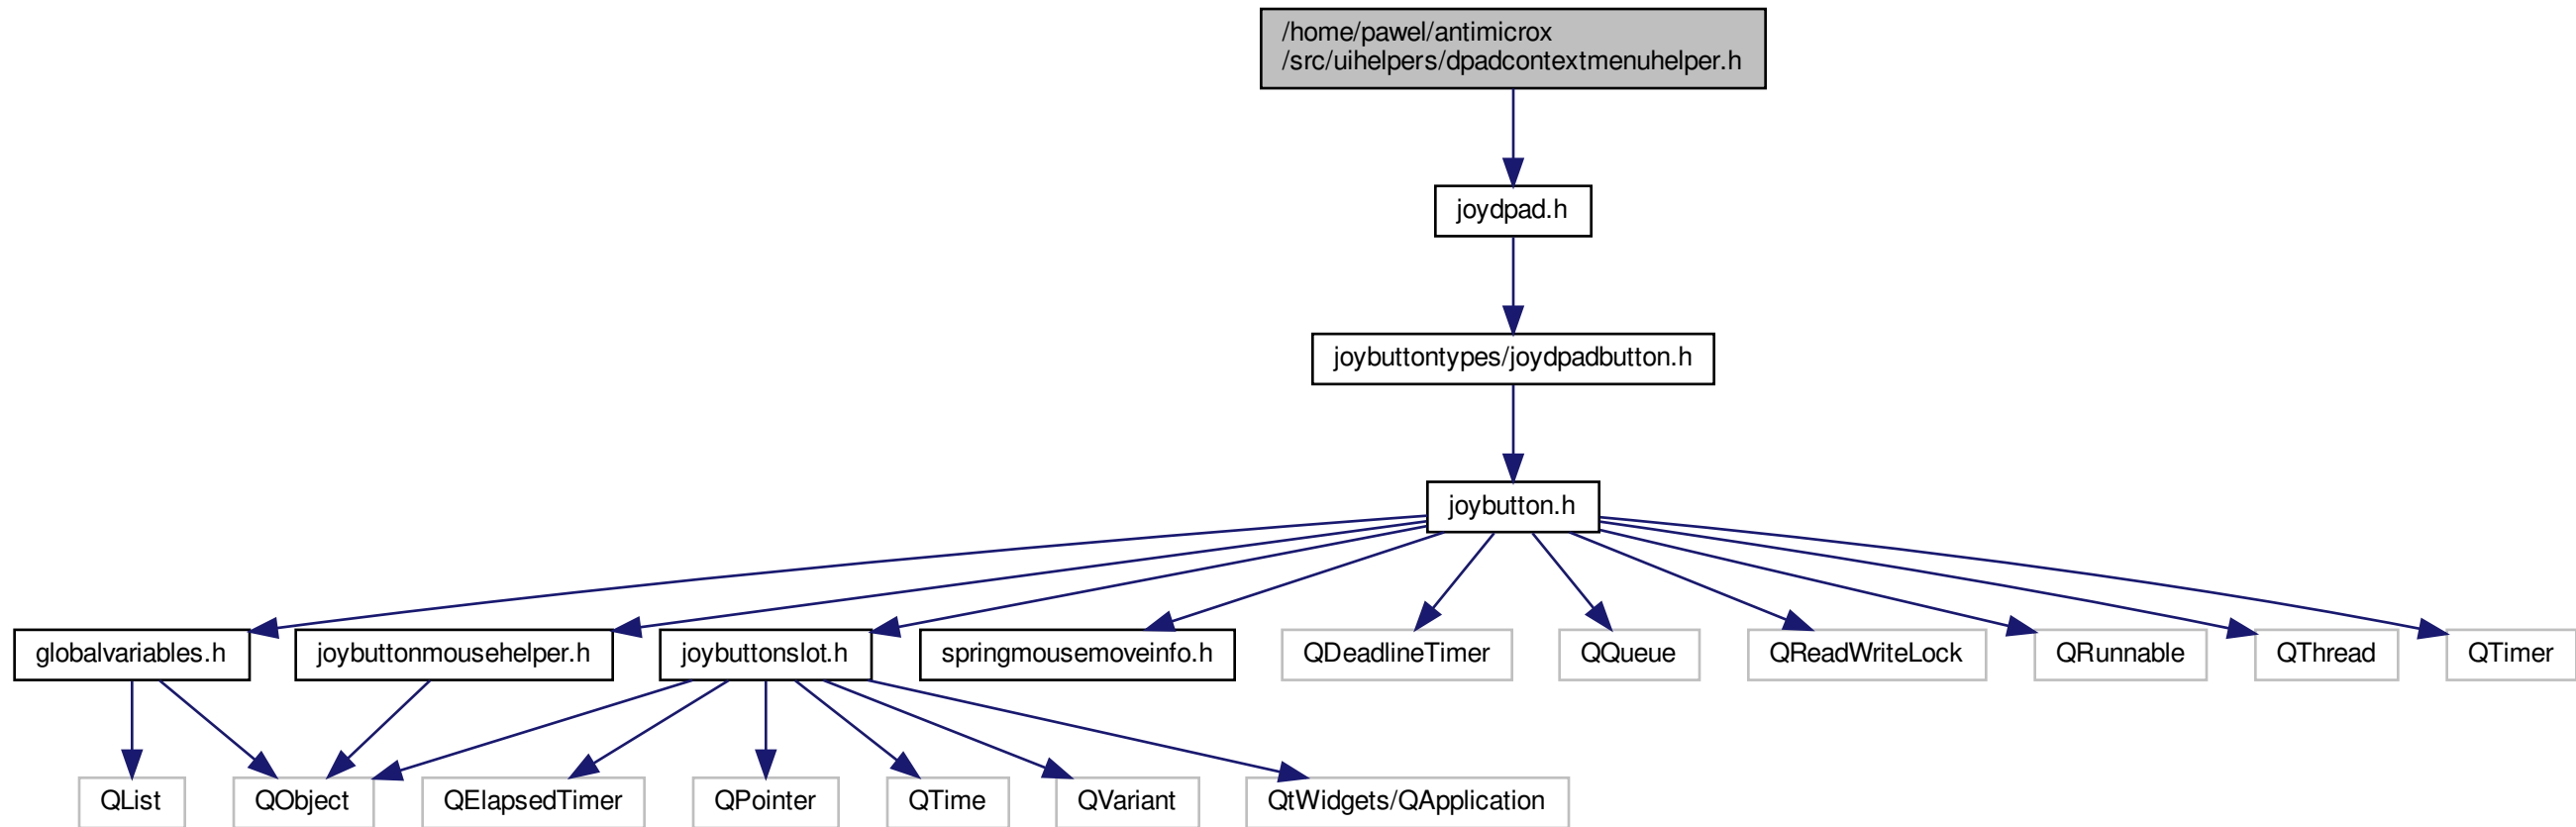 /home/pawel/antimicrox
/src/uihelpers/dpadcontextmenuhelper.h
joydpad.h
joybuttontypes/joydpadbutton.h
joybutton.h
globalvariables.h
joybuttonmousehelper.h
joybuttonslot.h
springmousemoveinfo.h
QDeadlineTimer
QQueue
QReadWriteLock
QRunnable
QThread
QTimer
QList
QObject
QElapsedTimer
QPointer
QTime
QVariant
QtWidgets/QApplication